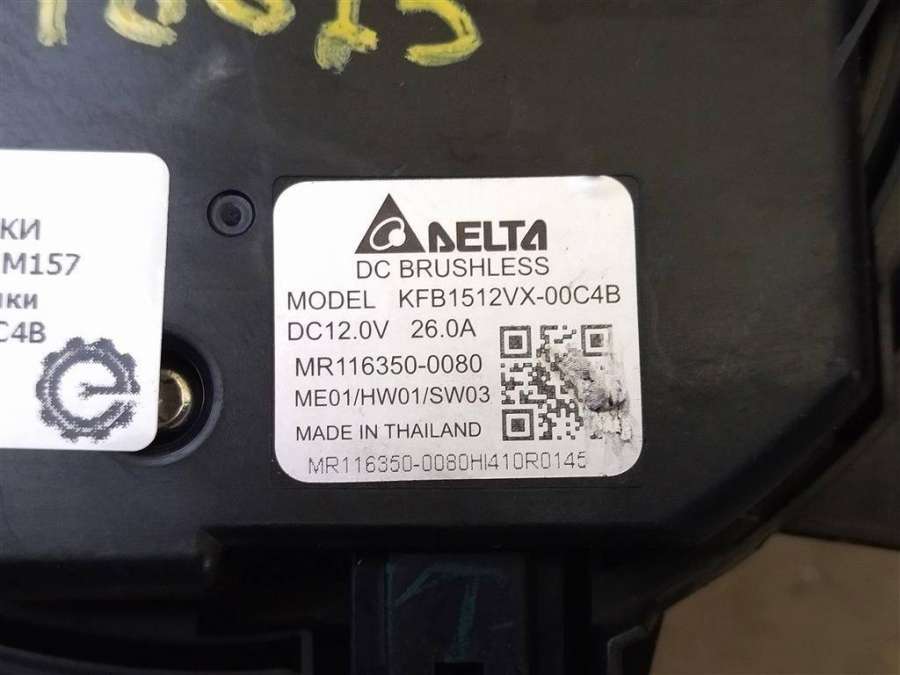 КИ
M157
ки
C4B
DELTA
DC BRUSHLESS
MODEL KFB1512VX-00C4B
DC12.0V 26.0A
MR116350-0080
ME01/HW01/SW03
MADE IN THAILAND
MR116350-0080HI410R0145